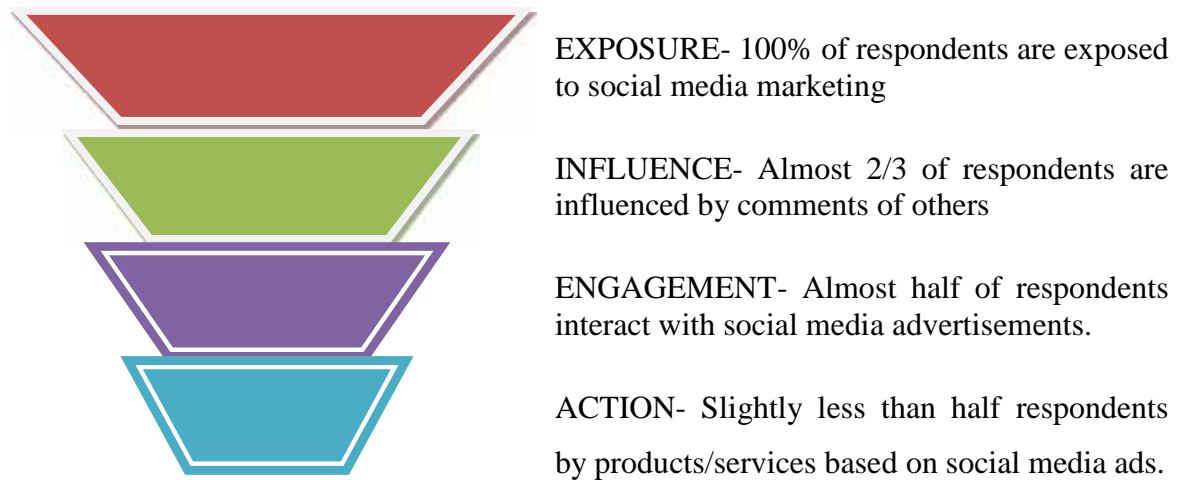 EXPOSURE- 100% of respondents are exposed
to social media marketing
INFLUENCE- Almost 2/3 of respondents are
influenced by comments of others
ENGAGEMENT- Almost half of respondents
interact with social media advertisements.
ACTION- Slightly less than half respondents
by products/services based on social media ads.